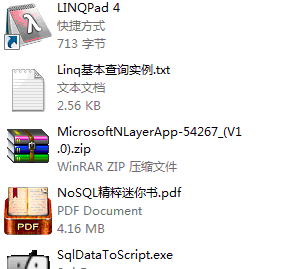 LINQPad 4
快捷方式
713 字节
Linq基本查询实例.txt
文本文档
2.56 KB
MicrosoftNLayerApp-54267_(V1
.0).zip
WinRAR ZIP 压缩文件
NoSQL精粹迷你书.pdf
PDF Document
4.16 MB
SqlDataToScript.exe